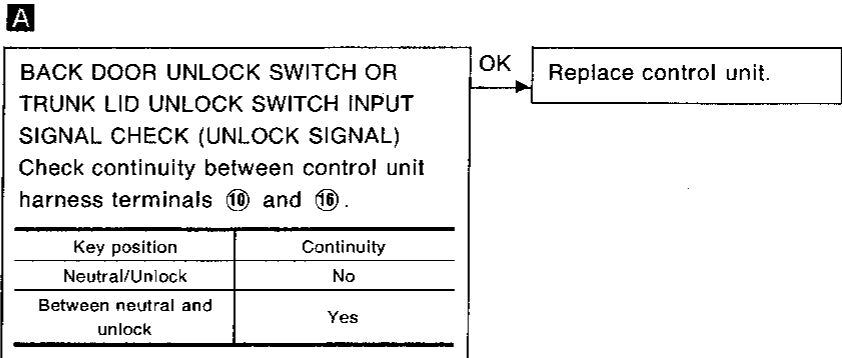 A
BACK DOOR UNLOCK SWITCH OR
TRUNK LID UNLOCK SWITCH INPUT
SIGNAL CHECK (UNLOCK SIGNAL)
Check continuity between control unit
harness terminals ⑩ and ⑯.
Key position Continuity
Neutral/Unlock No
Between neutral and
unlock Yes
OK
Replace control unit.